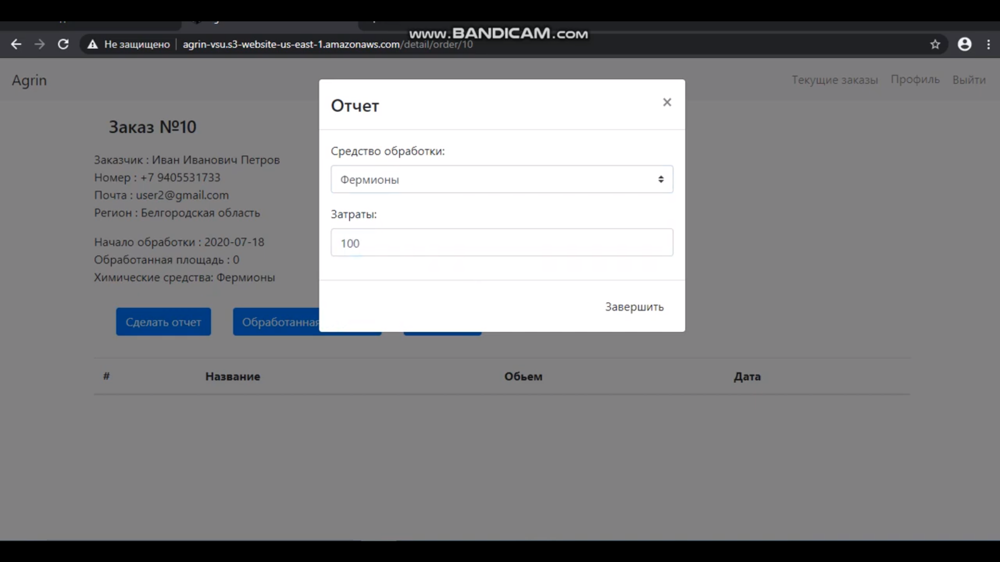 www.BANDICAM.com
Не защищено
agrin-vsu.s3-website-us-east-1.amazonaws.com/detail/order/10
Agrin
Текущие заказы
Профиль
Выйти
Отчет
×
Заказ №10
Средство обработки:
Фермионы
Заказчик : Иван Иванович Петров
Номер : +7 9405531733
Почта : user2@gmail.com
Регион : Белгородская область
Затраты:
100
Начало обработки : 2020-07-18
Обработанная площадь : 0
Химические средства: Фермионы
Завершить
Сделать отчет
Обработанная
# Название Обьем Дата